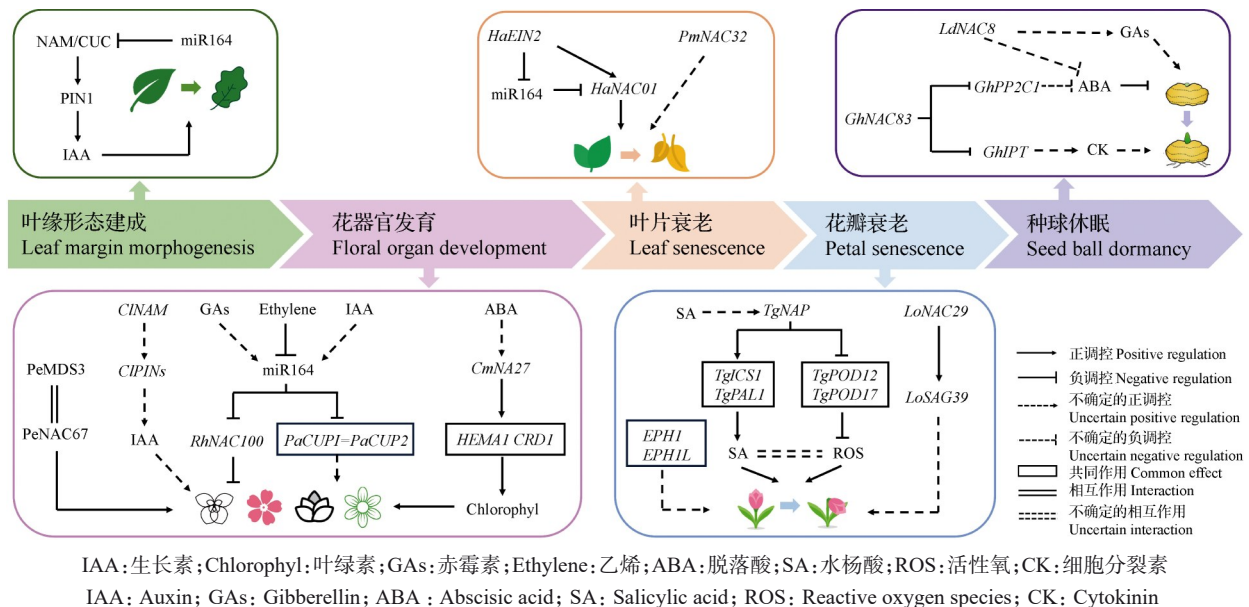 NAM/CUC
miR164
PIN1
IAA
HaEIN2
PmNAC32
miR164
HaNAC01
LdNAC8
GAs
GhPP2C1
ABA
GhNAC83
GhIPT
CK
叶缘形态建成
Leaf margin morphogenesis
花器官发育
Floral organ development
叶片衰老
Leaf senescence
花瓣衰老
Petal senescence
种球休眠
Seed ball dormancy
ClNAM
GAs
Ethylene
IAA
ABA
PeMDS3
ClPINs
miR164
CmNA27
PeNAC67
IAA
RhNAC100
PaCUP1=PaCUP2
HEMA1 CRD1
Chlorophyl
SA
TgNAP
LoNAC29
TgICS1
TgPAL1
TgPOD12
TgPOD17
LoSAG39
EPH1
EPH1L
SA
ROS
正调控 Positive regulation
负调控 Negative regulation
不确定的正调控
Uncertain positive regulation
不确定的负调控
Uncertain negative regulation
共同作用 Common effect
相互作用 Interaction
不确定的相互作用
Uncertain interaction
IAA:生长素;Chlorophyl:叶绿素;GAs:赤霉素;Ethylene:乙烯;ABA:脱落酸;SA:水杨酸;ROS:活性氧;CK:细胞分裂素
IAA: Auxin; GAs: Gibberellin; ABA : Abscisic acid; SA: Salicylic acid; ROS: Reactive oxygen species; CK: Cytokinin